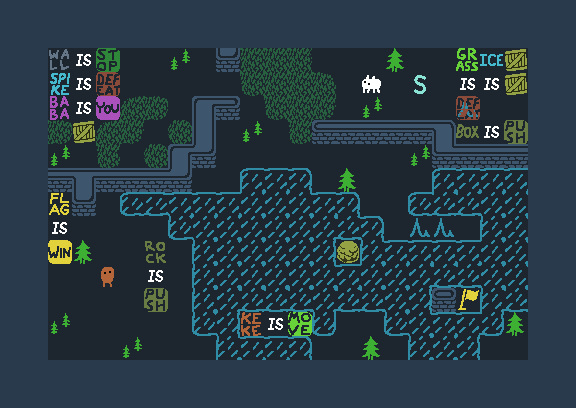 WALL IS STOP
SPIKE IS DEFEAT
BABA IS YOU
GRASS ICE
S IS IS
DEFEAT
BOX IS PUSH
FLAG
IS
WIN
ROCK
IS
PUSH
KEKE IS MOVE